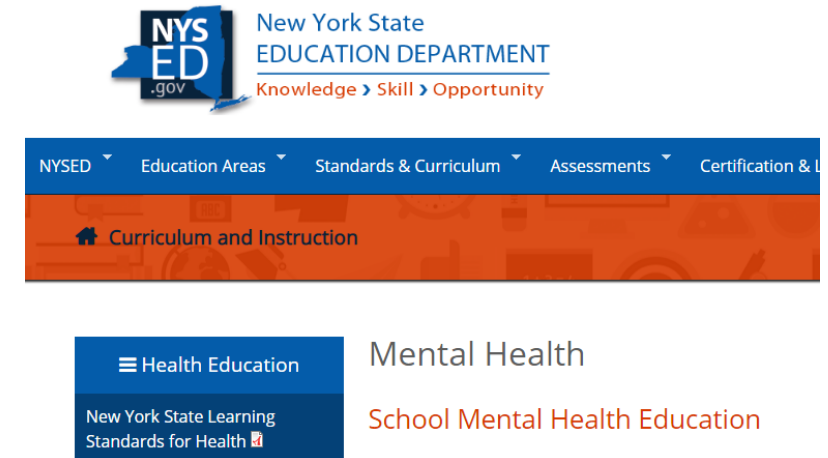 NYS
ED
.gov
New York State
EDUCATION DEPARTMENT
Knowledge › Skill › Opportunity
NYSED Education Areas Standards & Curriculum Assessments Certification & L
Curriculum and Instruction
Health Education
New York State Learning
Standards for Health
Mental Health
School Mental Health Education